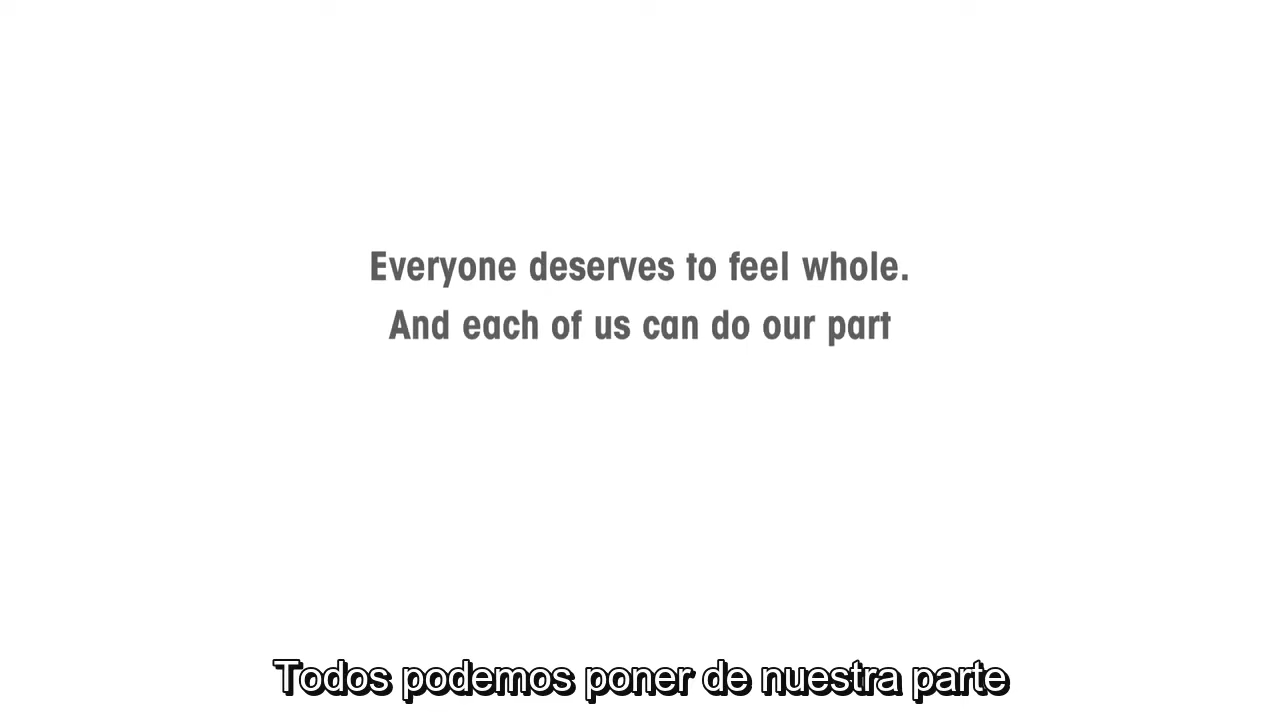 Everyone deserves to feel whole.
And each of us can do our part
Todos podemos poner de nuestra parte